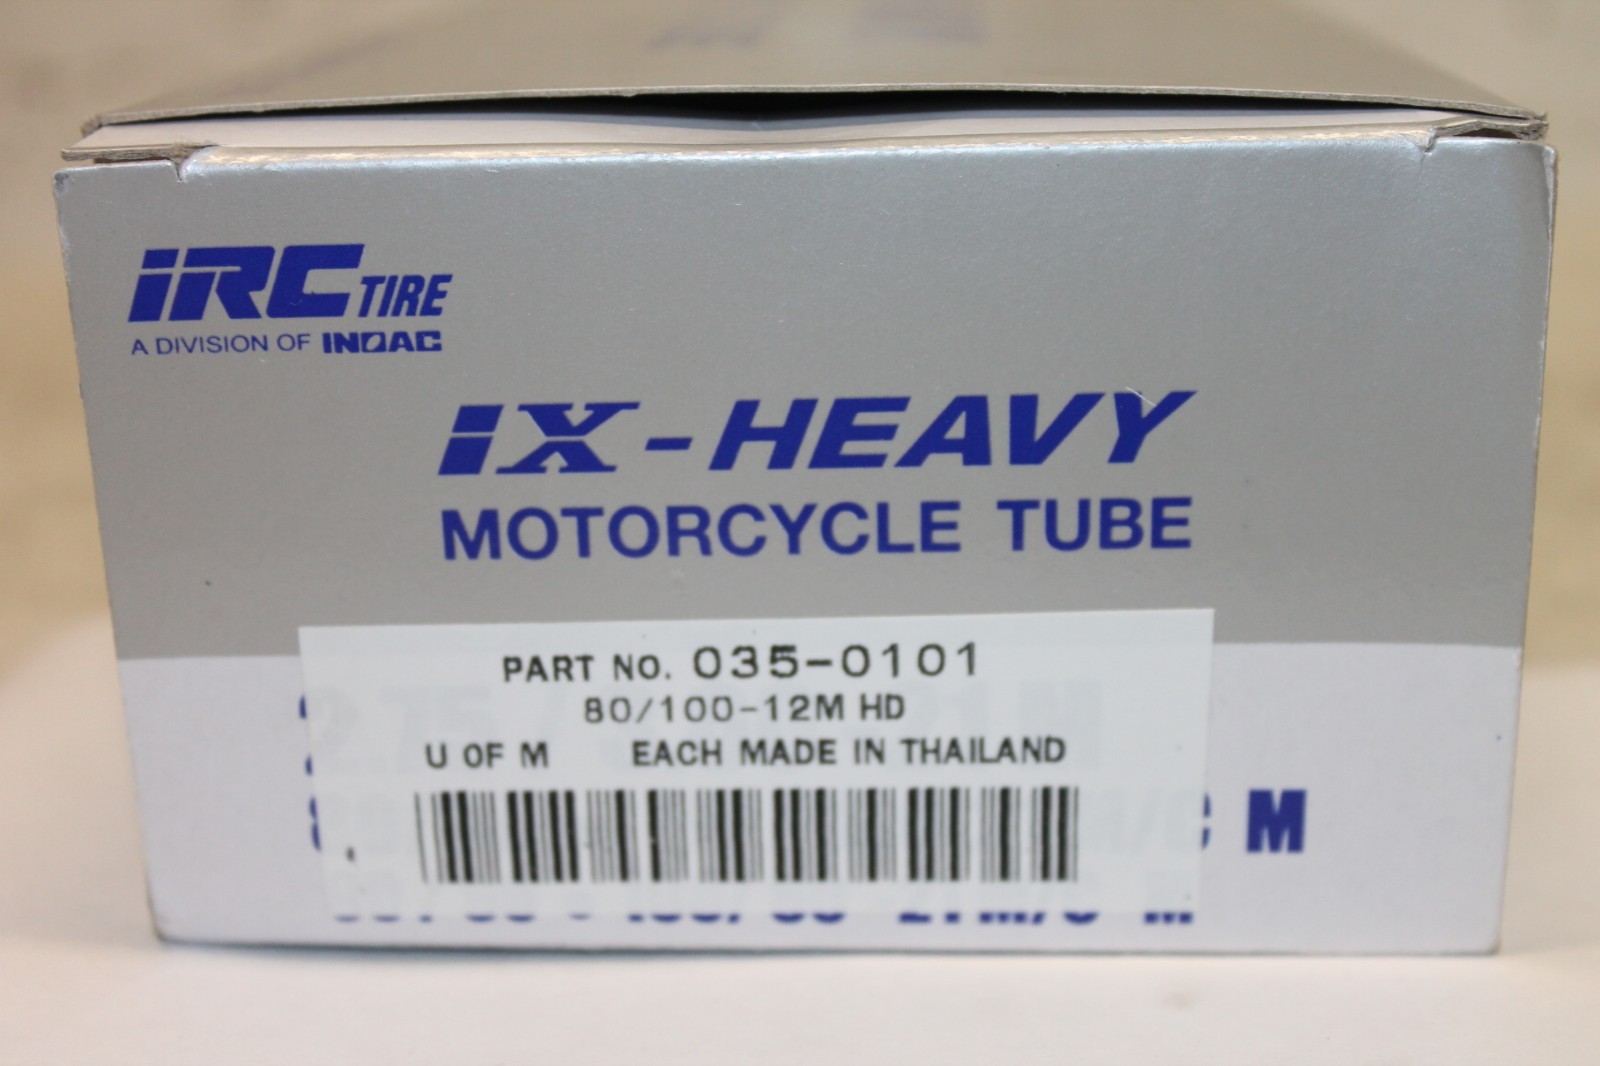 iRC TIRE
A DIVISION OF INOAC
iX-HEAVY
MOTORCYCLE TUBE
PART NO. 035-0101
80/100-12M HD
U OF M EACH MADE IN THAILAND
M